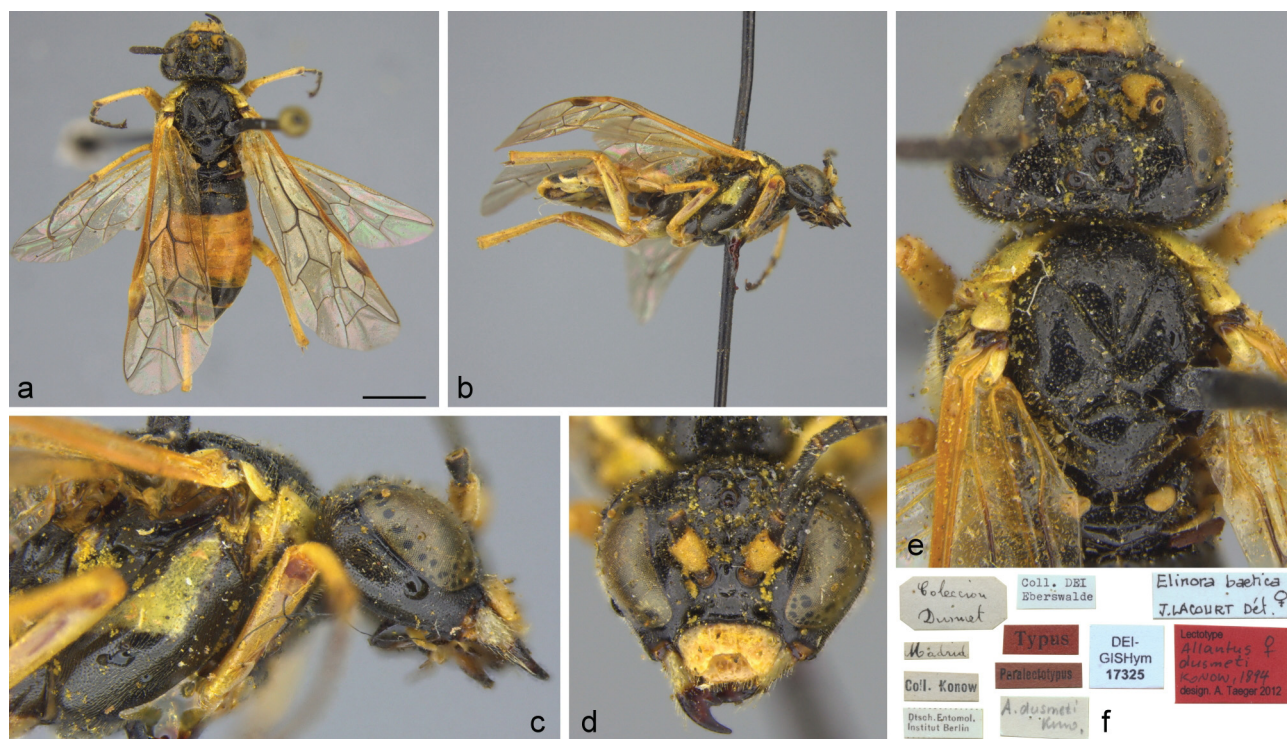 a
b
c
d
e
Coleccion
Dusmet
Coll. DEI
Eberswalde
Elinora baetica
♀
J. LACOURT Dét.
Madrid
Typus
Paralectotypus
DEI-
GISHym
17325
Lectotype
Allantus ♀
dusmeti
Konow, 1894
design. A. Taeger 2012
Coll. Konow
Dtsch. Entomol.
Institut Berlin
A. dusmeti
Knw,
f